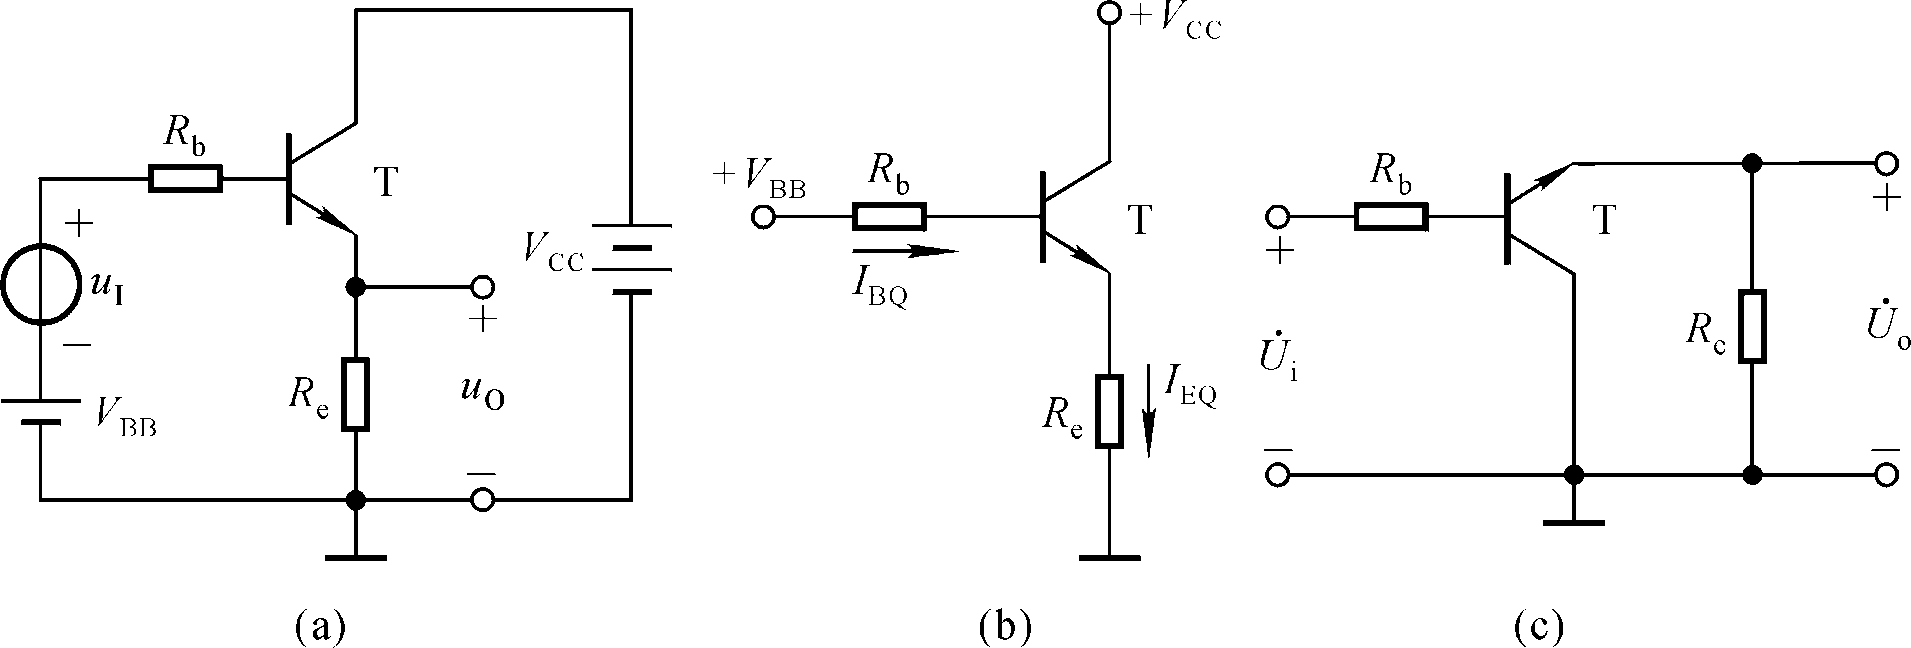 R_b
T
+
u_I
−
V_BB
V_CC
+
R_e
u_O
−
(a)
+V_CC
+V_BB
R_b
T
I_BQ
R_e
I_EQ
(b)
R_b
T
+
+
U̇_i
R_c
U̇_o
−
−
(c)